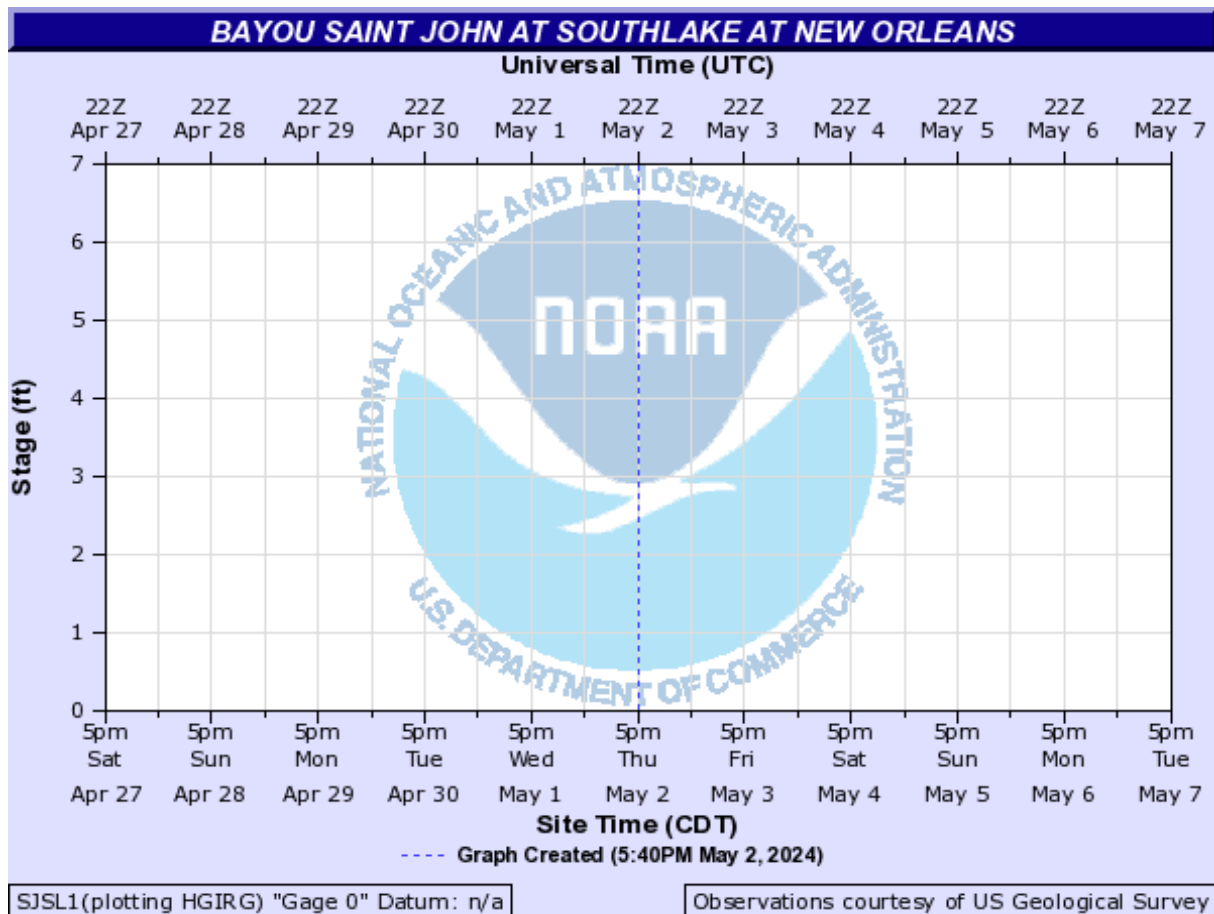 BAYOU SAINT JOHN AT SOUTHLAKE AT NEW ORLEANS
Universal Time (UTC)
22Z 22Z 22Z 22Z 22Z 22Z 22Z 22Z 22Z 22Z 22Z
Apr 27 Apr 28 Apr 29 Apr 30 May 1 May 2 May 3 May 4 May 5 May 6 May 7
7
6
5
4
3
2
1
0
Stage (ft)
NATIONAL OCEANIC AND ATMOSPHERIC ADMINISTRATION
NOAA
U.S. DEPARTMENT OF COMMERCE
5pm 5pm 5pm 5pm 5pm 5pm 5pm 5pm 5pm 5pm 5pm
Sat Sun Mon Tue Wed Thu Fri Sat Sun Mon Tue
Apr 27 Apr 28 Apr 29 Apr 30 May 1 May 2 May 3 May 4 May 5 May 6 May 7
Site Time (CDT)
---- Graph Created (5:40PM May 2, 2024)
SJSL1(plotting HGIRG) "Gage 0" Datum: n/a
Observations courtesy of US Geological Survey